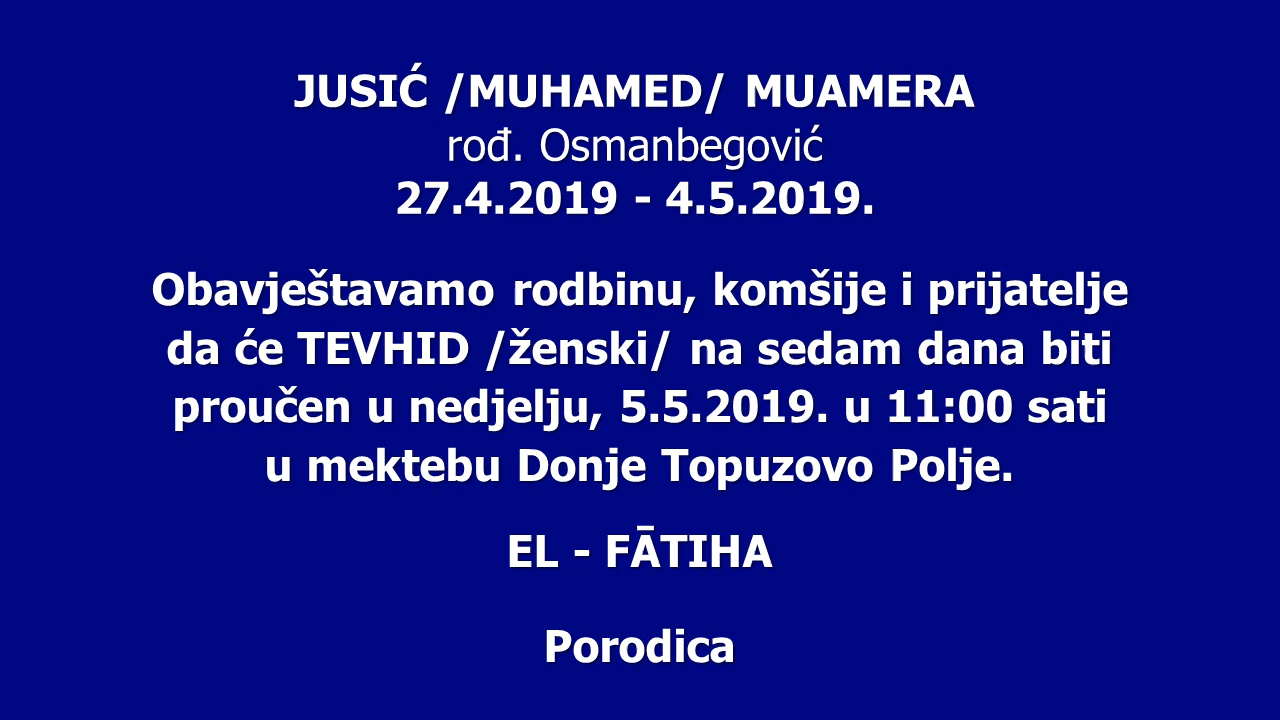 JUSIĆ /MUHAMED/ MUAMERA
rođ. Osmanbegović
27.4.2019 - 4.5.2019.
Obavještavamo rodbinu, komšije i prijatelje
da će TEVHID /ženski/ na sedam dana biti
proučen u nedjelju, 5.5.2019. u 11:00 sati
u mektebu Donje Topuzovo Polje.
EL - FĀTIHA
Porodica